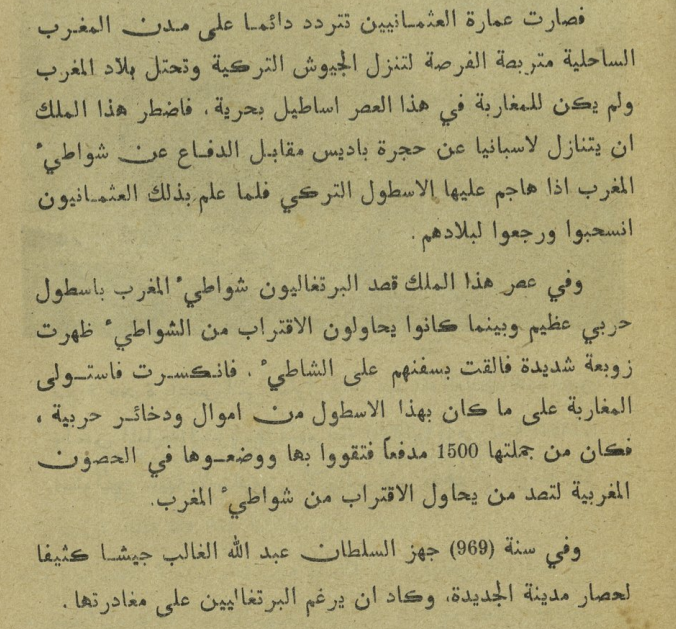 فصارت عمارة العثمانيين تتردد دائما على مدن المغرب
الساحلية متربصة الفرصة لتنزل الجيوش التركية وتحتل بلاد المغرب
ولم يكن للمغاربة في هذا العصر اساطيل بحرية ، فاضطر هذا الملك
ان يتنازل لاسبانيا عن حجرة باديس مقابل الدفاع عن شواطيء
المغرب اذا هاجم عليها الاسطول التركي فلما علم بذلك العثمانيون
انسحبوا ورجعوا لبلادهم .
وفي عصر هذا الملك قصد البرتغاليون شواطيء المغرب باسطول
حربي عظيم وبينما كانوا يحاولون الاقتراب من الشواطيء ظهرت
زوبعة شديدة فالقت بسفنهم على الشاطيء ، فانكسرت فاستولى
المغاربة على ما كان بهذا الاسطول من اموال ودخائر حربية ،
فكان من جملتها 1500 مدفعاً فتقووا بها ووضعوها في الحصون
المغربية لتصد من يحاول الاقتراب من شواطيء المغرب.
وفي سنة (969) جهز السلطان عبد الله الغالب جيشا كثيفا
لحصار مدينة الجديدة، وكاد ان يرغم البرتغاليين على مغادرتها .